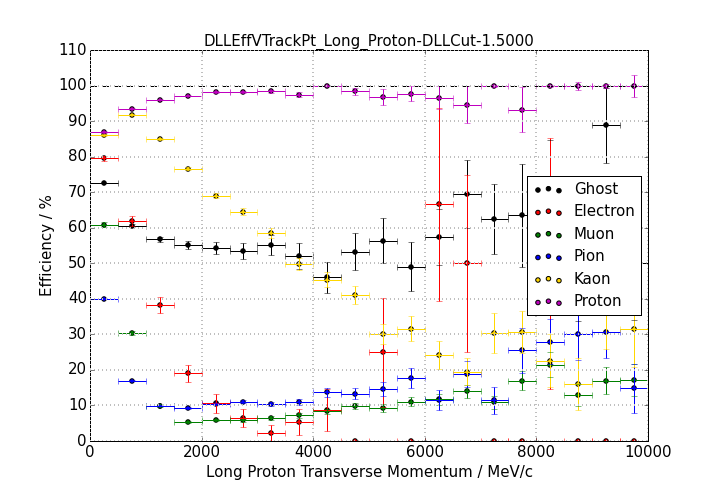 DLLEffVTrackPt_Long_Proton-DLLCut-1.5000
110
100
90
80
70
60
50
40
30
20
10
0
Efficiency / %
Ghost
Electron
Muon
Pion
Kaon
Proton
0 2000 4000 6000 8000 10000
Long Proton Transverse Momentum / MeV/c